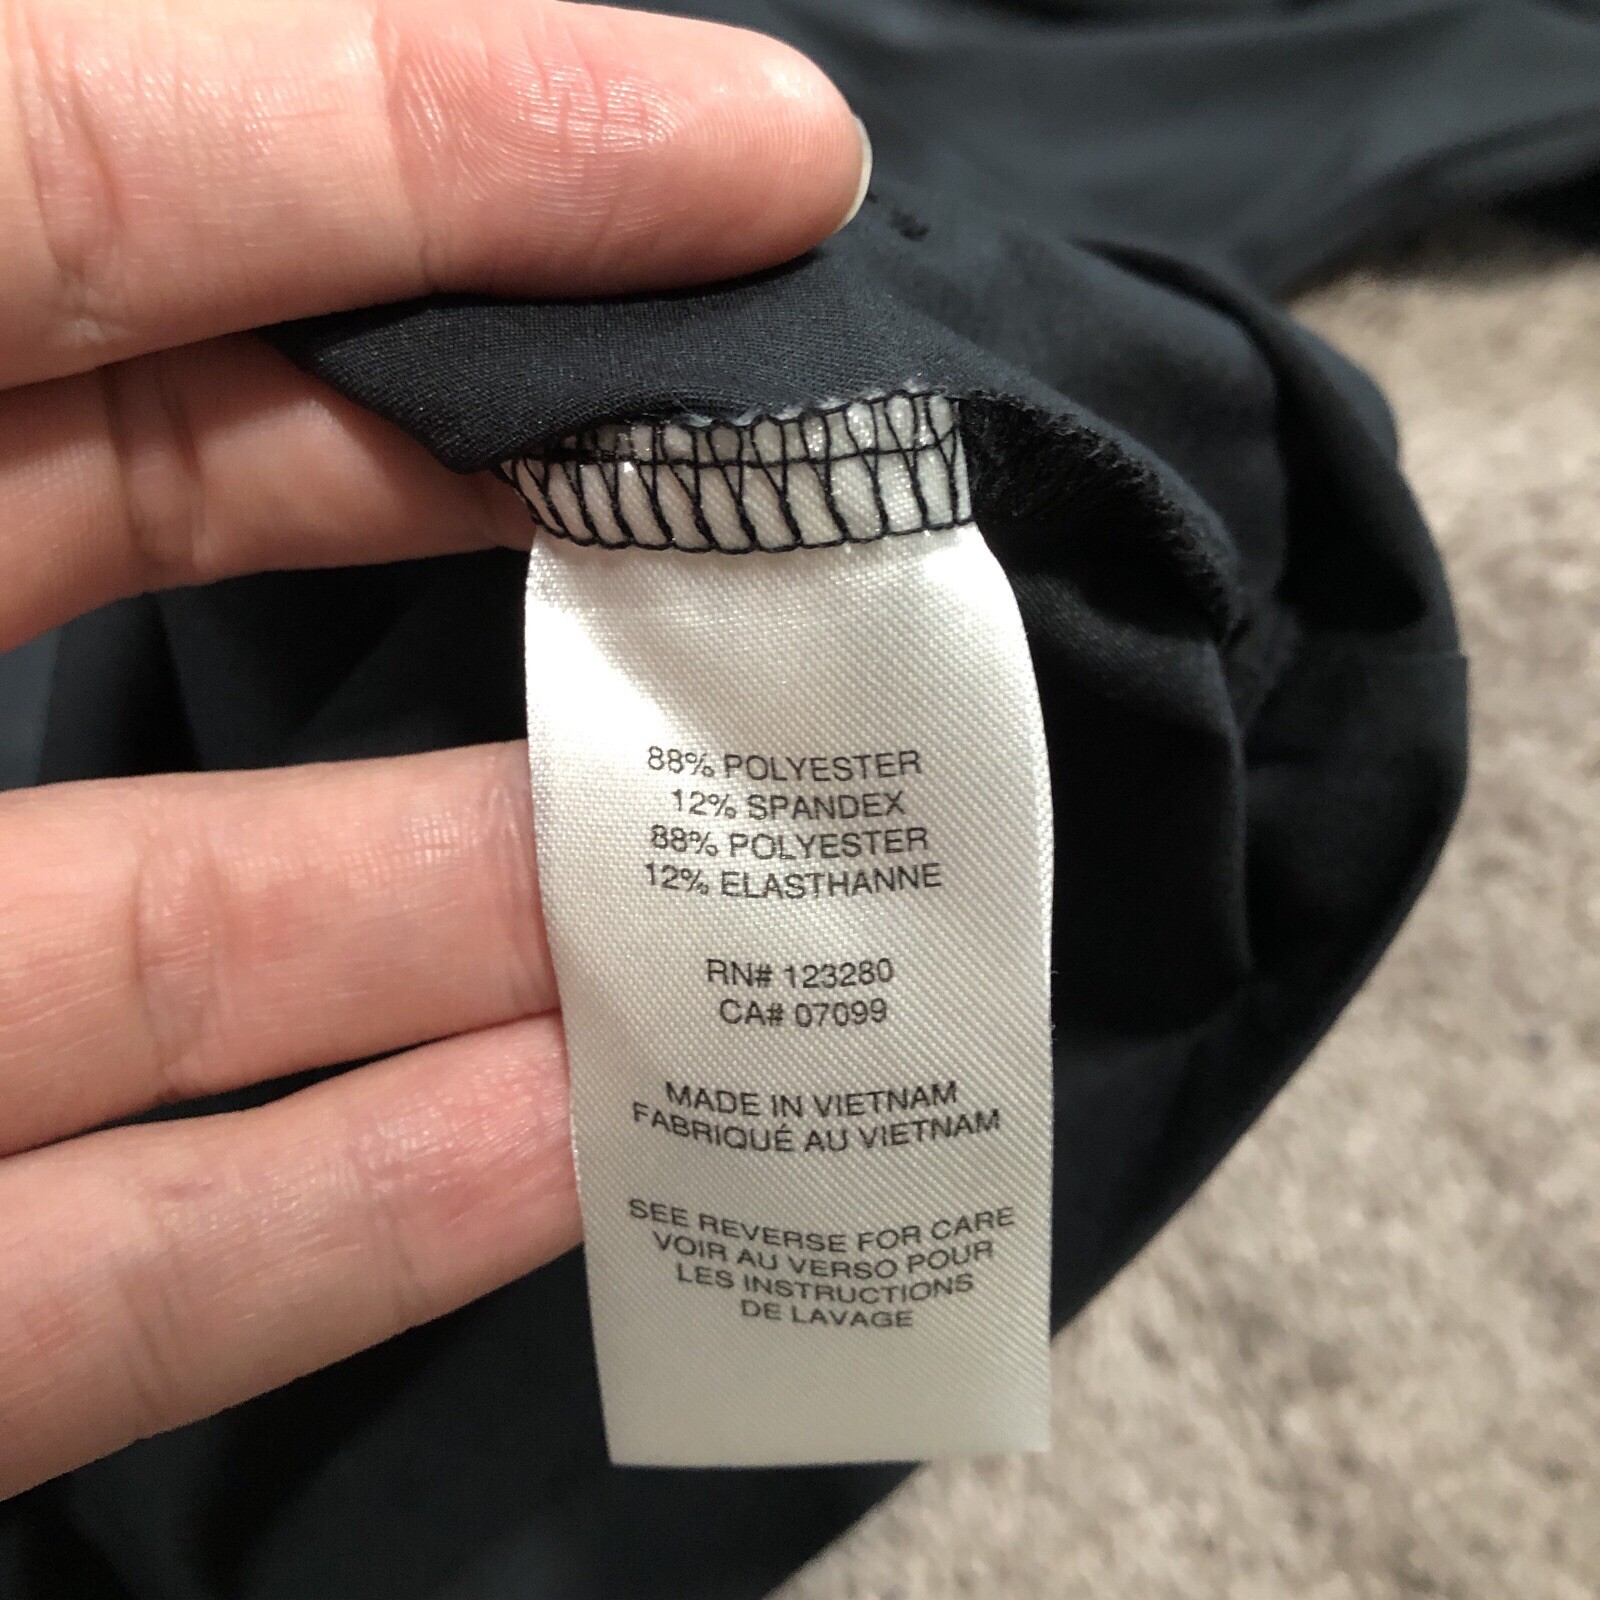 88% POLYESTER
12% SPANDEX
88% POLYESTER
12% ELASTHANNE
RN# 123280
CA# 07099
MADE IN VIETNAM
FABRIQUÉ AU VIETNAM
SEE REVERSE FOR CARE
VOIR AU VERSO POUR
LES INSTRUCTIONS
DE LAVAGE